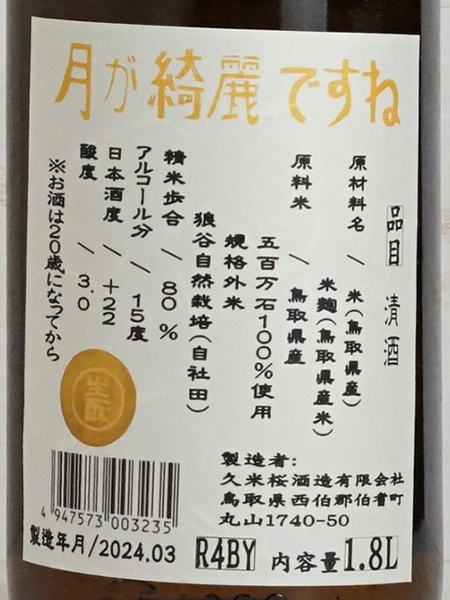 月が綺麗ですね
品目 清酒
原材料名／米(鳥取県産)
米麹(鳥取県産米)
原料米／鳥取県産
五百万石100%使用
規格外米
狼谷自然栽培(自社田)
精米歩合／80%
アルコール分／15度
日本酒度／+22
酸度／3.0
※お酒は20歳になってから
生酛
製造者:
久米桜酒造有限会社
鳥取県西伯郡伯耆町
丸山1740-50
4 947573 003235
製造年月/2024.03 R4BY 内容量1.8L